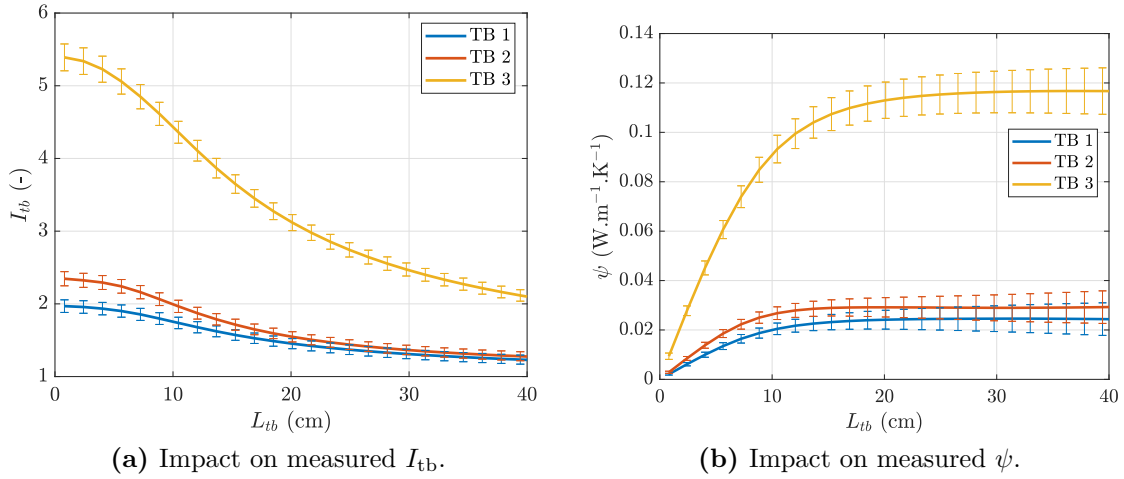 6
5
4
3
2
1
0
10
20
30
40
I_tb (-)
L_tb (cm)
TB 1
TB 2
TB 3
(a) Impact on measured I_tb.
0.14
0.12
0.1
0.08
0.06
0.04
0.02
0
0
10
20
30
40
ψ (W.m⁻¹.K⁻¹)
L_tb (cm)
TB 1
TB 2
TB 3
(b) Impact on measured ψ.